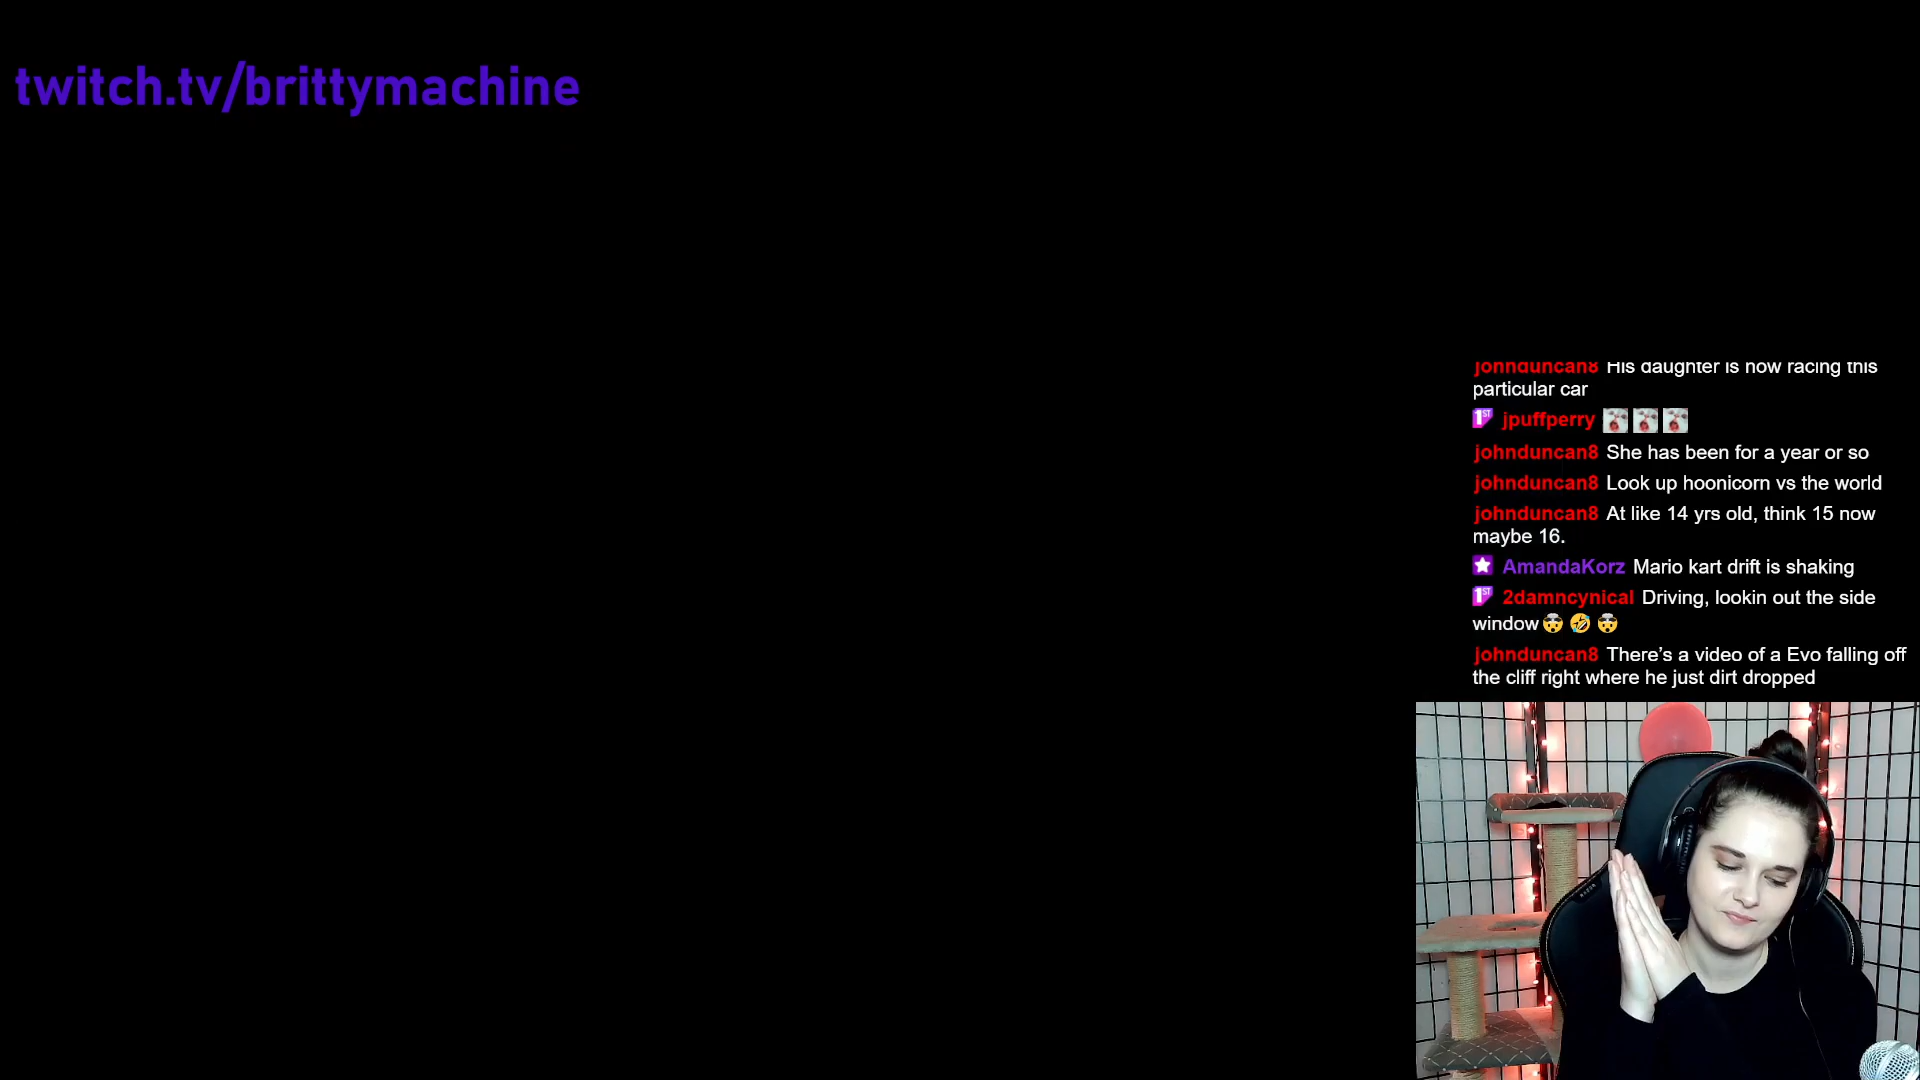 twitch.tv/brittymachine
johnduncan8 His daughter is now racing this
particular car
1ST jpuffperry
johnduncan8 She has been for a year or so
johnduncan8 Look up hoonicorn vs the world
johnduncan8 At like 14 yrs old, think 15 now
maybe 16.
AmandaKorz Mario kart drift is shaking
1ST 2damncynical Driving, lookin out the side
window🤯 🤣 🤯
johnduncan8 There’s a video of a Evo falling off
the cliff right where he just dirt dropped